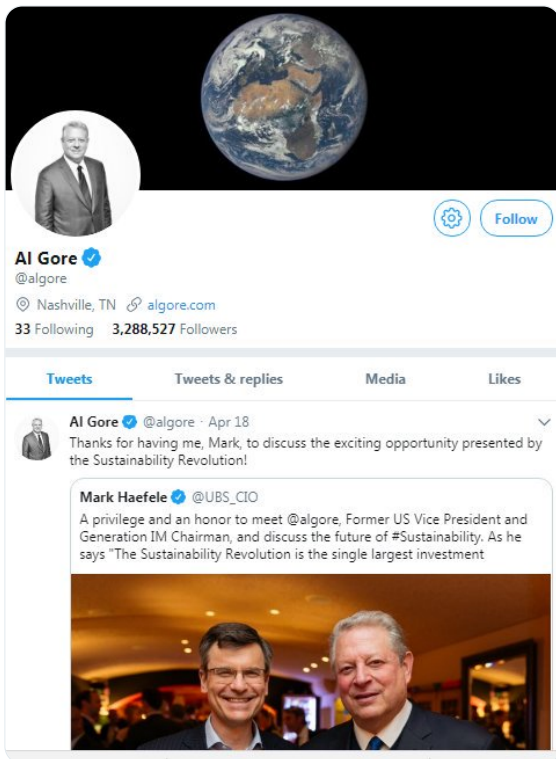 Follow
Al Gore
@algore
Nashville, TN algore.com
33 Following 3,288,527 Followers
Tweets Tweets & replies Media Likes
Al Gore @algore · Apr 18
Thanks for having me, Mark, to discuss the exciting opportunity presented by
the Sustainability Revolution!
Mark Haefele @UBS_CIO
A privilege and an honor to meet @algore, Former US Vice President and
Generation IM Chairman, and discuss the future of #Sustainability. As he
says "The Sustainability Revolution is the single largest investment